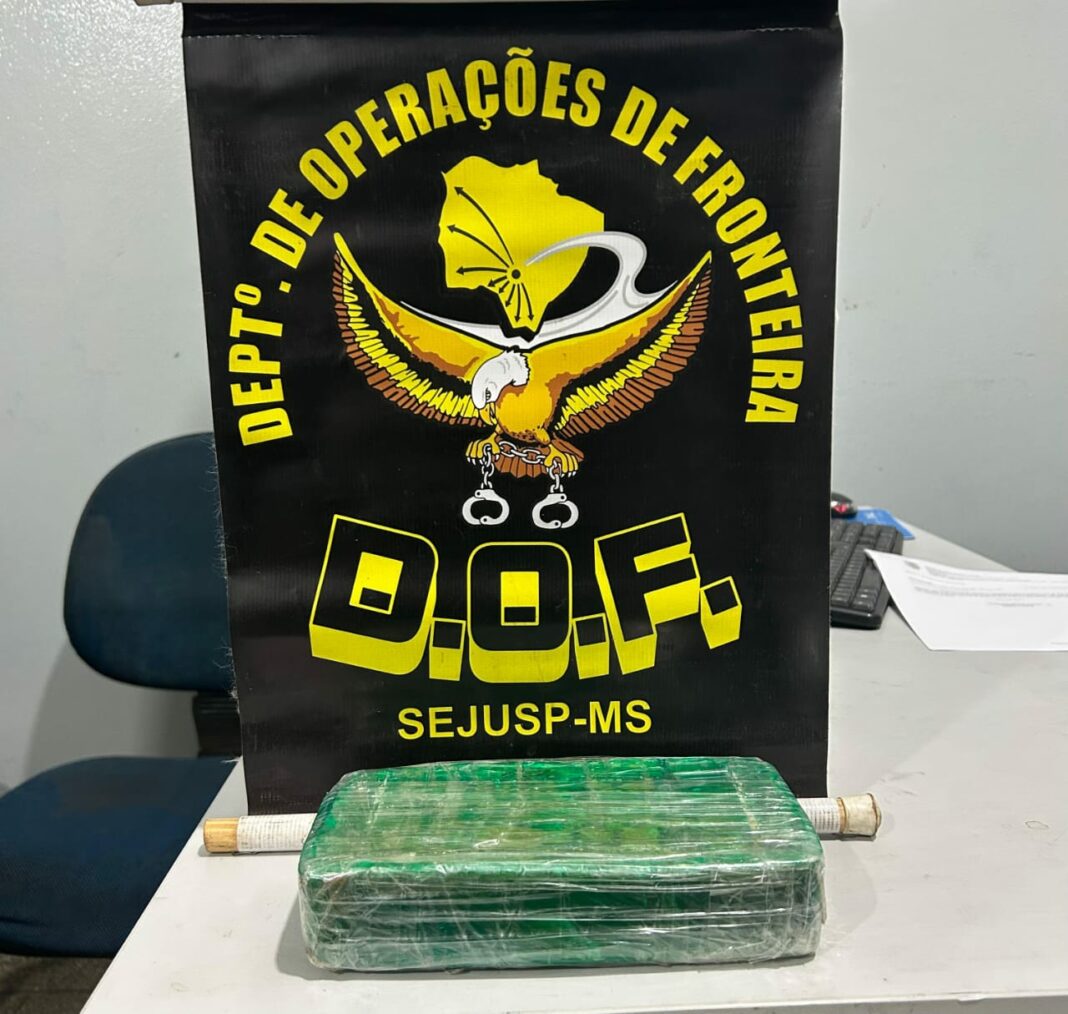 DEPTº. DE OPERAÇÕES DE FRONTEIRA
D.O.F.
SEJUSP-MS